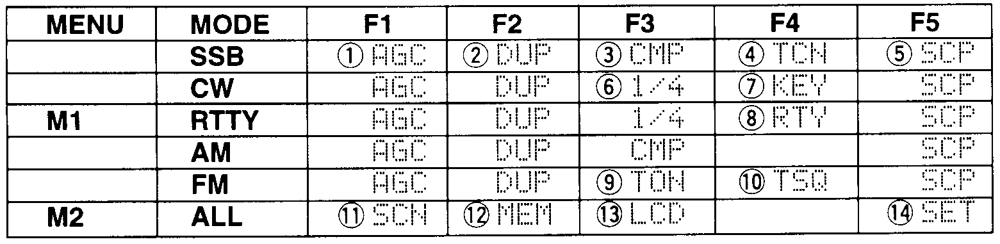 MENU MODE F1 F2 F3 F4 F5
SSB ① AGC ② DUP ③ CMP ④ TCN ⑤ SCP
CW AGC DUP ⑥ 1/4 ⑦ KEY SCP
M1 RTTY AGC DUP 1/4 ⑧ RTY SCP
AM AGC DUP CMP SCP
FM AGC DUP ⑨ TON ⑩ TSQ SCP
M2 ALL ⑪ SCN ⑫ MEM ⑬ LCD ⑭ SET